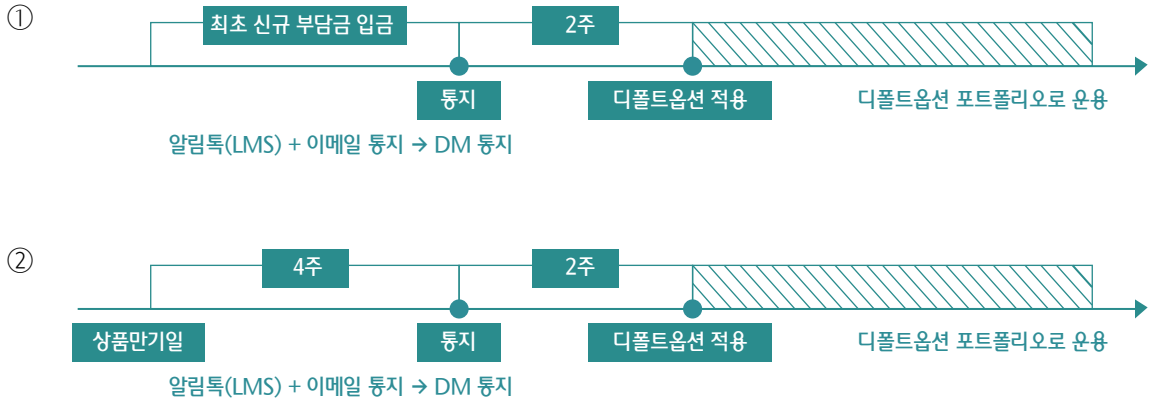 ①
최초 신규 부담금 입금
2주
통지
디폴트옵션 적용
디폴트옵션 포트폴리오로 운용
알림톡(LMS) + 이메일 통지 → DM 통지
②
4주
2주
상품만기일
통지
디폴트옵션 적용
디폴트옵션 포트폴리오로 운용
알림톡(LMS) + 이메일 통지 → DM 통지